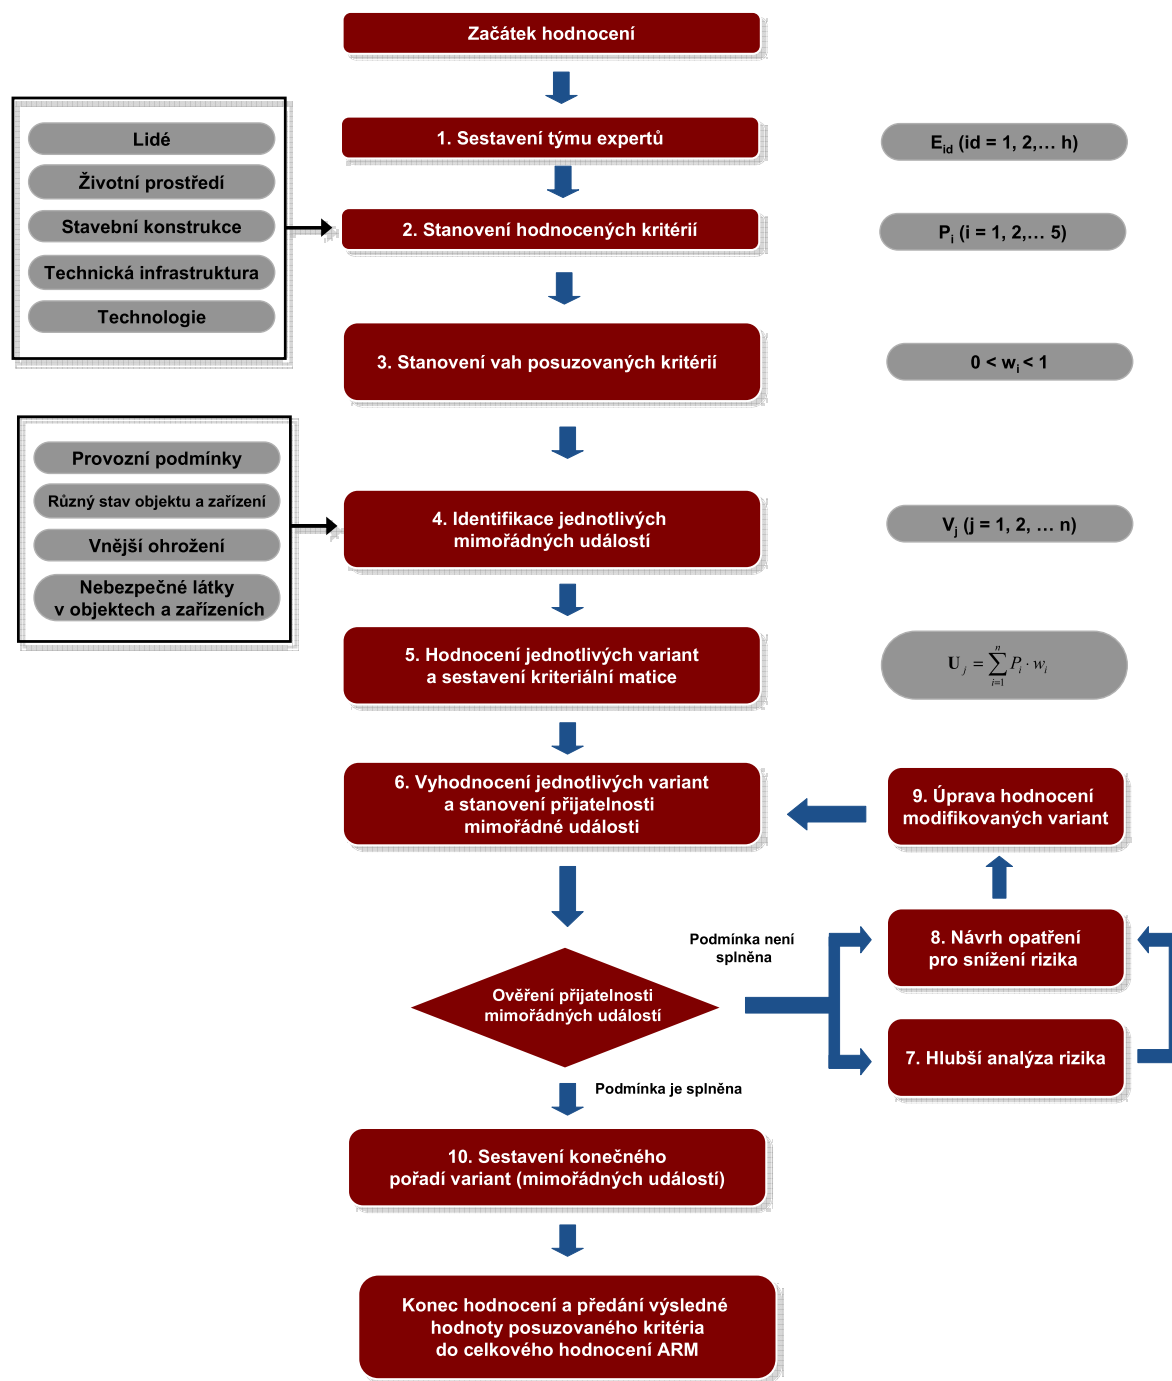 Začátek hodnocení
1. Sestavení týmu expertů
E_id (id = 1, 2,… h)
Lidé
Životní prostředí
Stavební konstrukce
Technická infrastruktura
Technologie
2. Stanovení hodnocených kritérií
P_i (i = 1, 2,… 5)
3. Stanovení vah posuzovaných kritérií
0 < w_i < 1
Provozní podmínky
Různý stav objektu a zařízení
Vnější ohrožení
Nebezpečné látky
v objektech a zařízeních
4. Identifikace jednotlivých
mimořádných událostí
V_j (j = 1, 2, … n)
5. Hodnocení jednotlivých variant
a sestavení kriteriální matice
U_j = ∑_{i=1}^{n} P_i · w_i
6. Vyhodnocení jednotlivých variant
a stanovení přijatelnosti
mimořádné události
9. Úprava hodnocení
modifikovaných variant
Podmínka není
splněna
8. Návrh opatření
pro snížení rizika
Ověření přijatelnosti
mimořádných událostí
7. Hlubší analýza rizika
Podmínka je splněna
10. Sestavení konečného
pořadí variant (mimořádných událostí)
Konec hodnocení a předání výsledné
hodnoty posuzovaného kritéria
do celkového hodnocení ARM